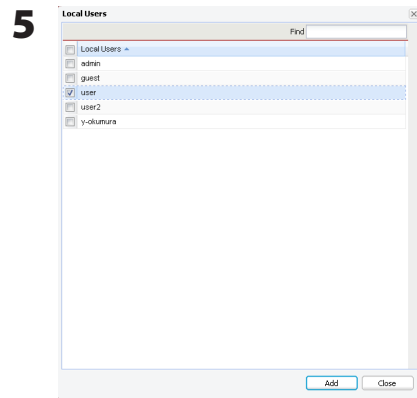 5
Local Users
Find
Local Users
admin
guest
user
user2
y-okumura
Add Close